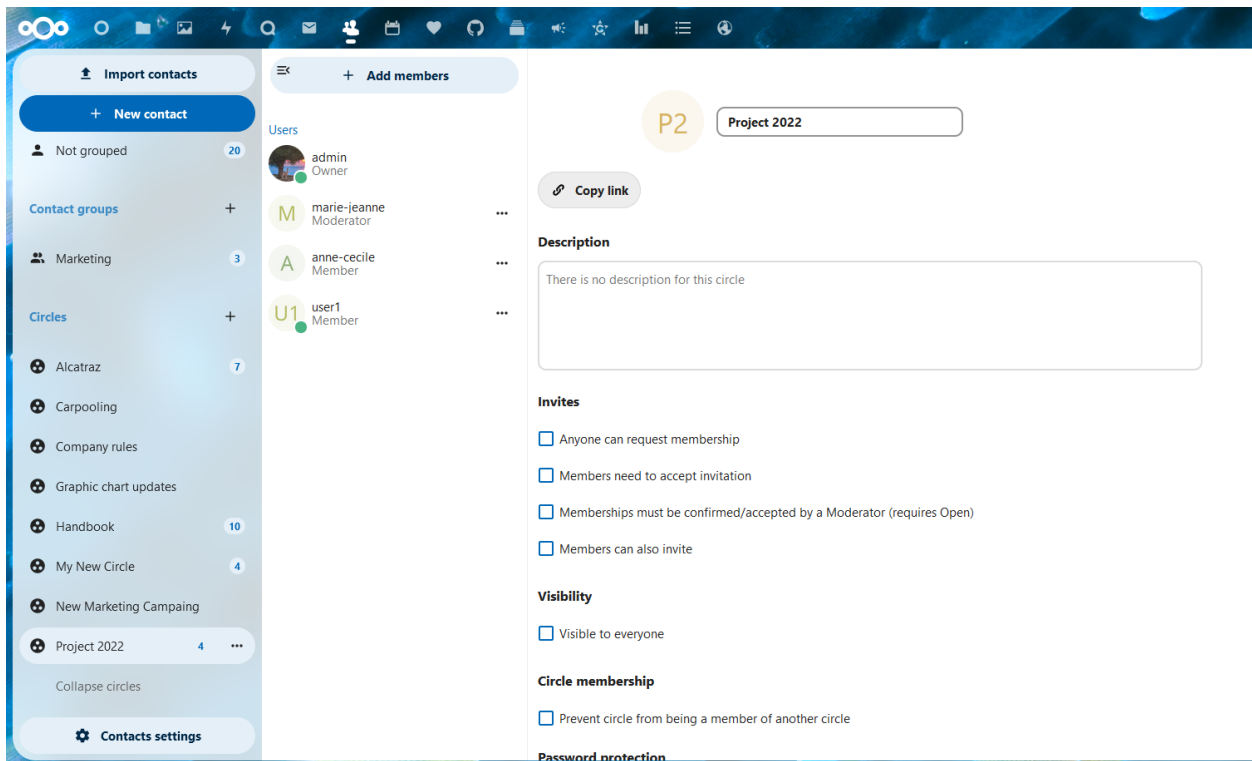 Import contacts
New contact
Not grouped 20
Contact groups
Marketing 3
Circles
Alcatraz 7
Carpooling
Company rules
Graphic chart updates
Handbook 10
My New Circle 4
New Marketing Campaing
Project 2022 4
Collapse circles
Contacts settings
Add members
Users
admin
Owner
M
marie-jeanne
Moderator
A
anne-cecile
Member
U1
user1
Member
P2
Project 2022
Copy link
Description
There is no description for this circle
Invites
Anyone can request membership
Members need to accept invitation
Memberships must be confirmed/accepted by a Moderator (requires Open)
Members can also invite
Visibility
Visible to everyone
Circle membership
Prevent circle from being a member of another circle
Password protection